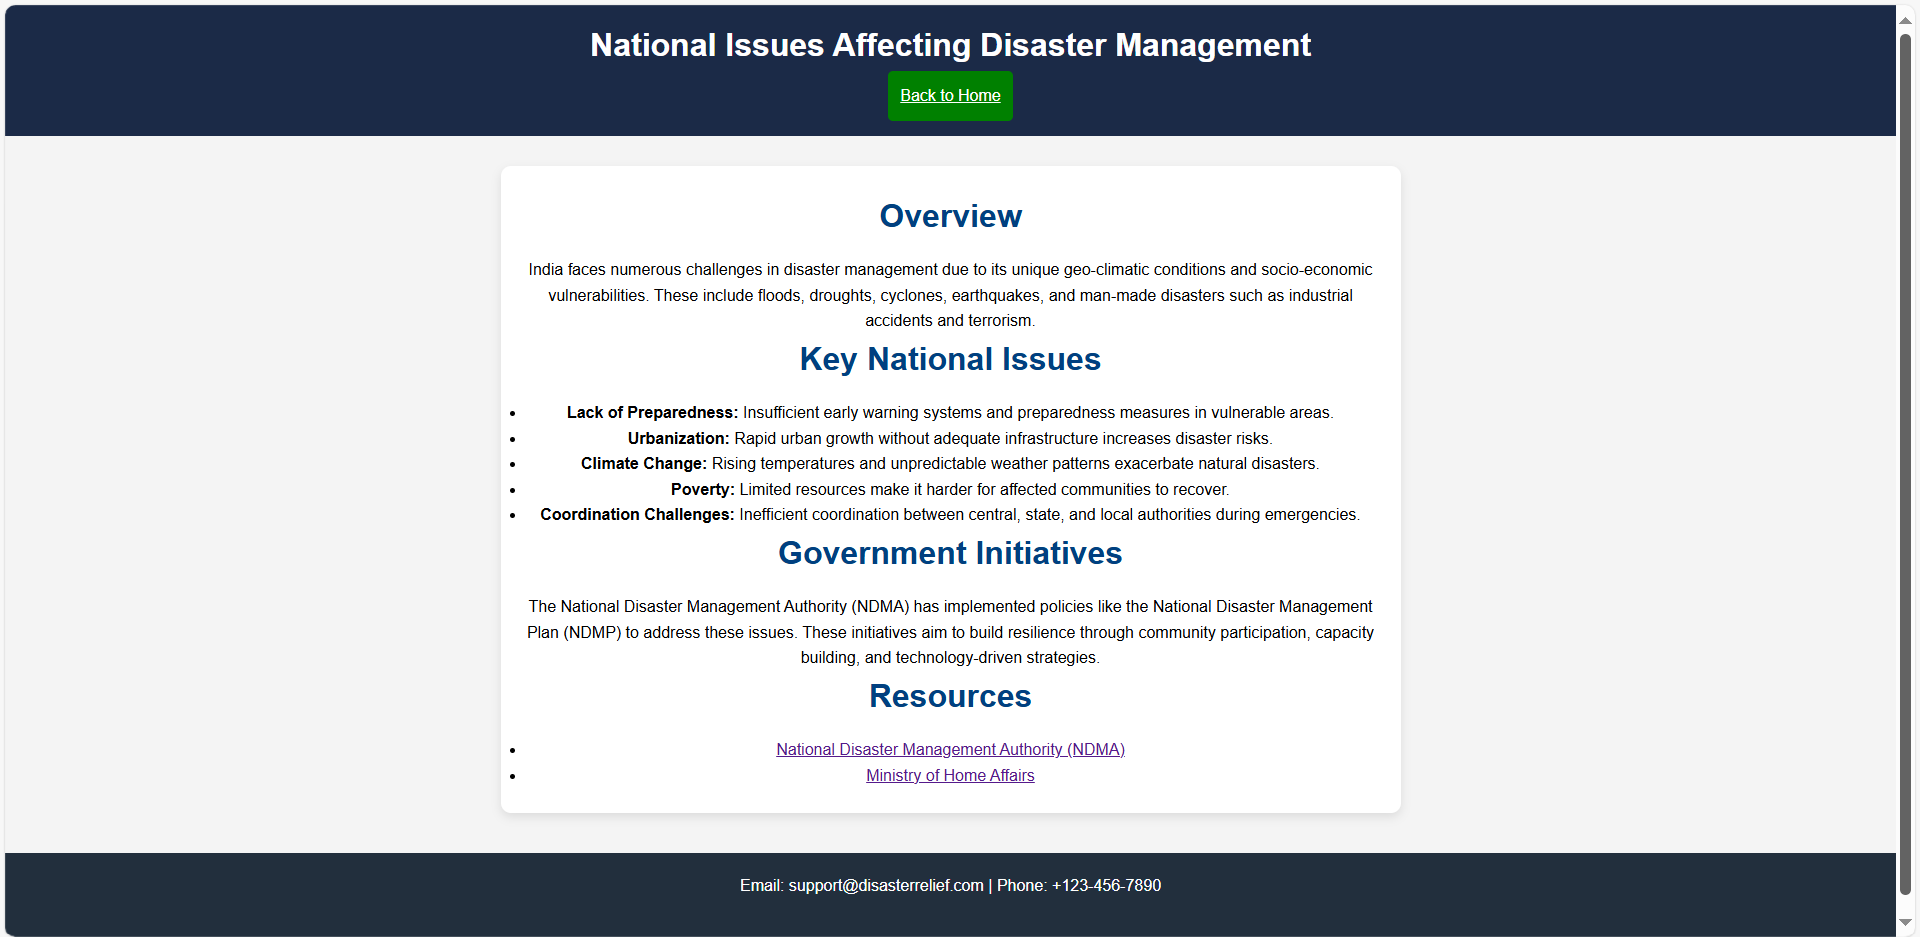 National Issues Affecting Disaster Management
Back to Home
Overview
India faces numerous challenges in disaster management due to its unique geo-climatic conditions and socio-economic
vulnerabilities. These include floods, droughts, cyclones, earthquakes, and man-made disasters such as industrial
accidents and terrorism.
Key National Issues
• Lack of Preparedness: Insufficient early warning systems and preparedness measures in vulnerable areas.
• Urbanization: Rapid urban growth without adequate infrastructure increases disaster risks.
• Climate Change: Rising temperatures and unpredictable weather patterns exacerbate natural disasters.
• Poverty: Limited resources make it harder for affected communities to recover.
• Coordination Challenges: Inefficient coordination between central, state, and local authorities during emergencies.
Government Initiatives
The National Disaster Management Authority (NDMA) has implemented policies like the National Disaster Management
Plan (NDMP) to address these issues. These initiatives aim to build resilience through community participation, capacity
building, and technology-driven strategies.
Resources
• National Disaster Management Authority (NDMA)
• Ministry of Home Affairs
Email: support@disasterrelief.com | Phone: +123-456-7890